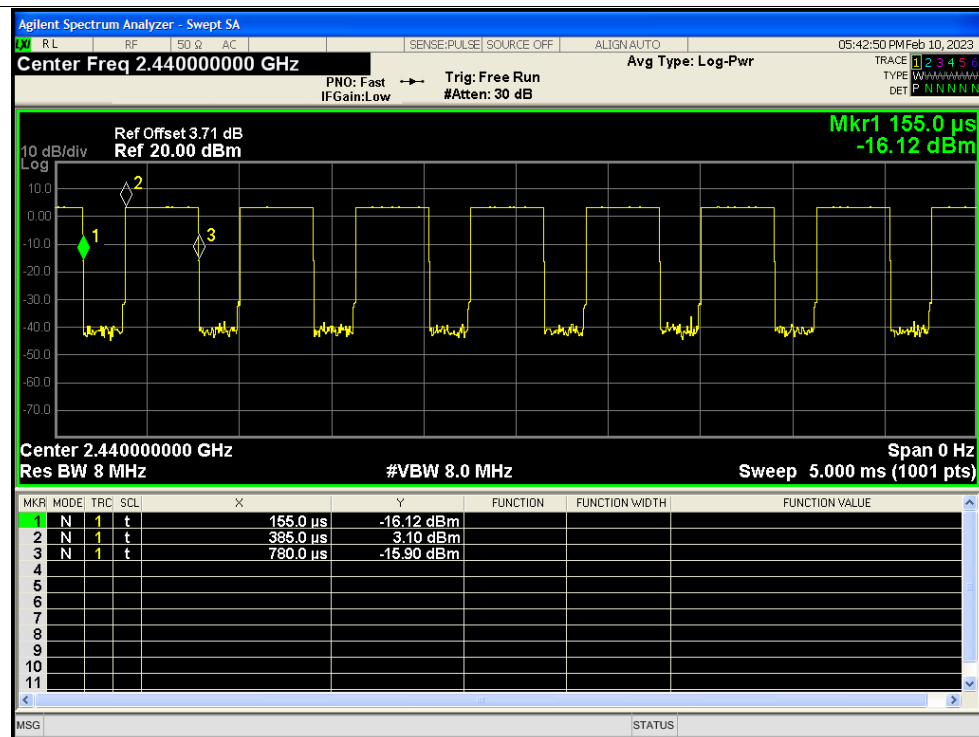 Agilent Spectrum Analyzer - Swept SA
LXI RL RF 50 Ω AC SENSE:PULSE SOURCE OFF ALIGN AUTO 05:42:50 PM Feb 10, 2023
Center Freq 2.440000000 GHz Avg Type: Log-Pwr TRACE 1 2 3 4 5 6
PNO: Fast Trig: Free Run TYPE WWWWWW
IFGain:Low #Atten: 30 dB DET P N N N N N
Mkr1 155.0 µs
Ref Offset 3.71 dB
10 dB/div Ref 20.00 dBm -16.12 dBm
Log
10.0
0.00
-10.0
-20.0
-30.0
-40.0
-50.0
-60.0
-70.0
1
2
3
Center 2.440000000 GHz Span 0 Hz
Res BW 8 MHz #VBW 8.0 MHz Sweep 5.000 ms (1001 pts)
MKR MODE TRC SCL X Y FUNCTION FUNCTION WIDTH FUNCTION VALUE
1 N 1 t 155.0 µs -16.12 dBm
2 N 1 t 385.0 µs 3.10 dBm
3 N 1 t 780.0 µs -15.90 dBm
4
5
6
7
8
9
10
11
MSG STATUS